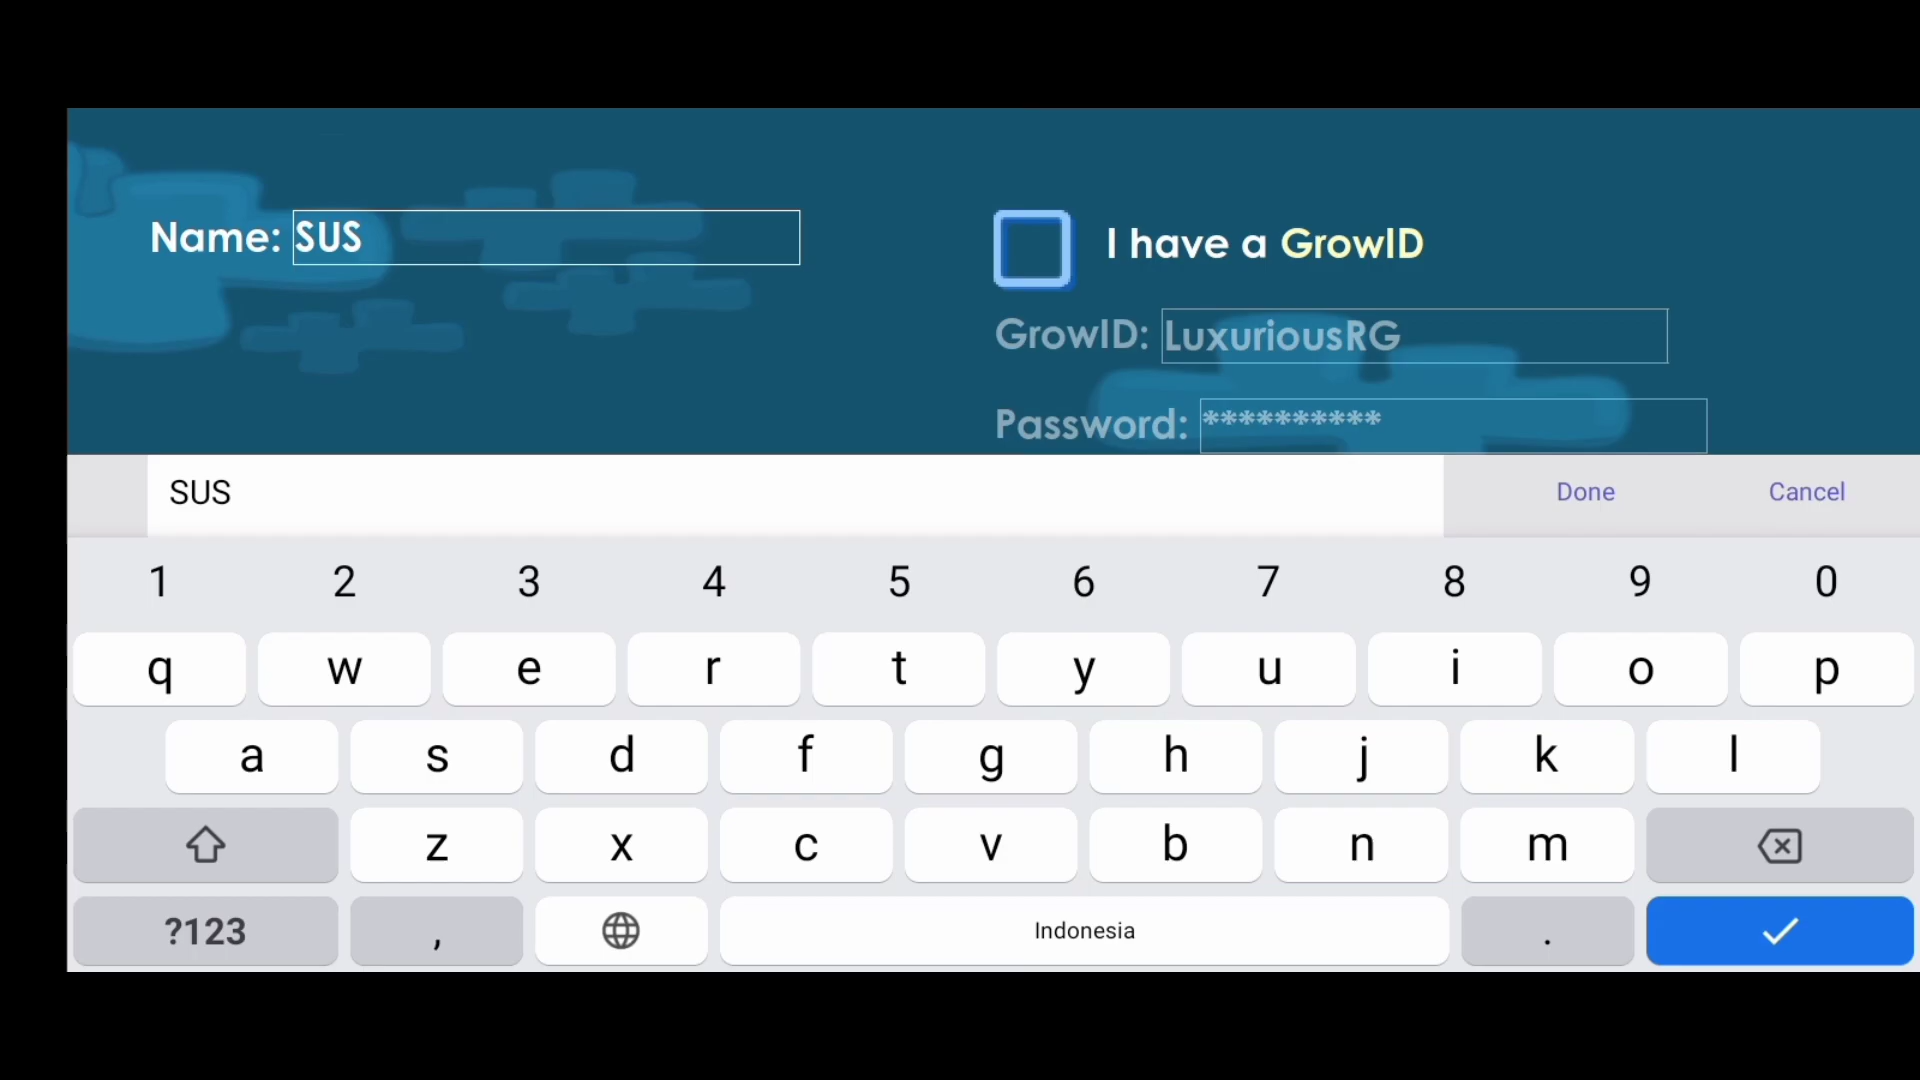 Name: SUS
I have a GrowID
GrowID: LuxuriousRG
Password: **********
SUS Done Cancel
1 2 3 4 5 6 7 8 9 0
q w e r t y u i o p
a s d f g h j k l
z x c v b n m
?123 , Indonesia .